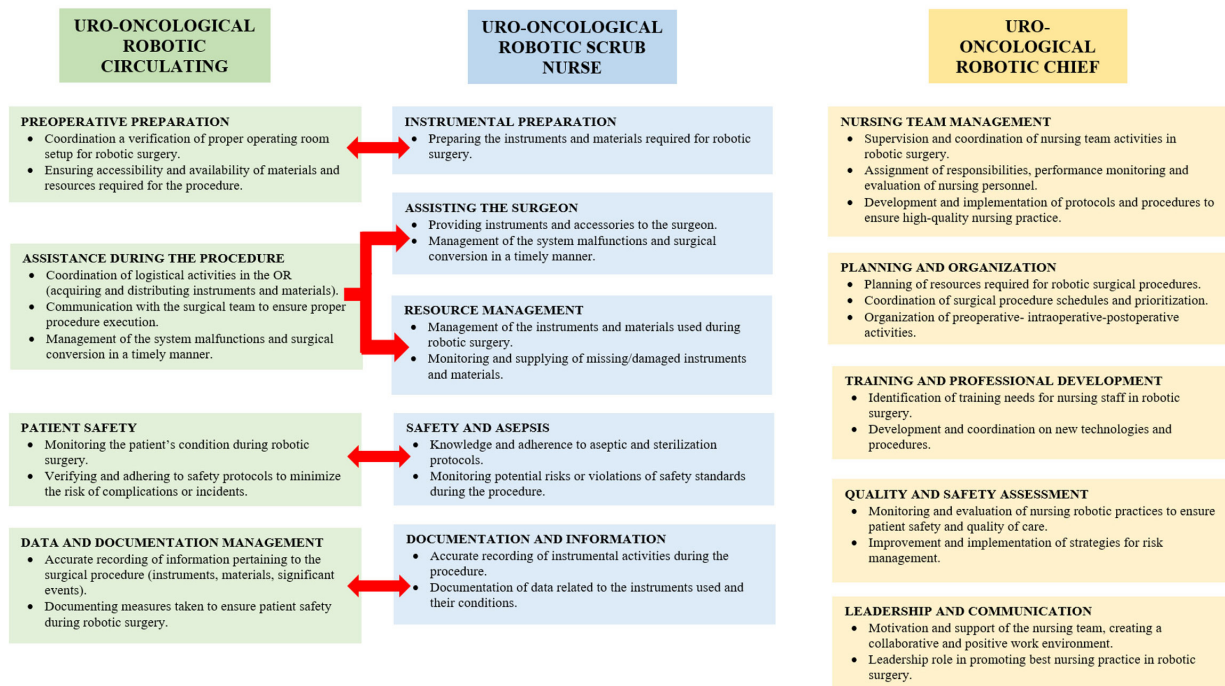 URO-ONCOLOGICAL
ROBOTIC
CIRCULATING
PREOPERATIVE PREPARATION
• Coordination a verification of proper operating room
setup for robotic surgery.
• Ensuring accessibility and availability of materials and
resources required for the procedure.
ASSISTANCE DURING THE PROCEDURE
• Coordination of logistical activities in the OR
(acquiring and distributing instruments and materials).
• Communication with the surgical team to ensure proper
procedure execution.
• Management of the system malfunctions and surgical
conversion in a timely manner.
PATIENT SAFETY
• Monitoring the patient's condition during robotic
surgery.
• Verifying and adhering to safety protocols to minimize
the risk of complications or incidents.
DATA AND DOCUMENTATION MANAGEMENT
• Accurate recording of information pertaining to the
surgical procedure (instruments, materials, significant
events).
• Documenting measures taken to ensure patient safety
during robotic surgery.
URO-ONCOLOGICAL
ROBOTIC SCRUB
NURSE
INSTRUMENTAL PREPARATION
• Preparing the instruments and materials required for robotic
surgery.
ASSISTING THE SURGEON
• Providing instruments and accessories to the surgeon.
• Management of the system malfunctions and surgical
conversion in a timely manner.
RESOURCE MANAGEMENT
• Management of the instruments and materials used during
robotic surgery.
• Monitoring and supplying of missing/damaged instruments
and materials.
SAFETY AND ASEPSIS
• Knowledge and adherence to aseptic and sterilization
protocols.
• Monitoring potential risks or violations of safety standards
during the procedure.
DOCUMENTATION AND INFORMATION
• Accurate recording of instrumental activities during the
procedure.
• Documentation of data related to the instruments used and
their conditions.
URO-
ONCOLOGICAL
ROBOTIC CHIEF
NURSING TEAM MANAGEMENT
• Supervision and coordination of nursing team activities in
robotic surgery.
• Assignment of responsibilities, performance monitoring and
evaluation of nursing personnel.
• Development and implementation of protocols and procedures to
ensure high-quality nursing practice.
PLANNING AND ORGANIZATION
• Planning of resources required for robotic surgical procedures.
• Coordination of surgical procedure schedules and prioritization.
• Organization of preoperative- intraoperative-postoperative
activities.
TRAINING AND PROFESSIONAL DEVELOPMENT
• Identification of training needs for nursing staff in robotic
surgery.
• Development and coordination on new technologies and
procedures.
QUALITY AND SAFETY ASSESSMENT
• Monitoring and evaluation of nursing robotic practices to ensure
patient safety and quality of care.
• Improvement and implementation of strategies for risk
management.
LEADERSHIP AND COMMUNICATION
• Motivation and support of the nursing team, creating a
collaborative and positive work environment.
• Leadership role in promoting best nursing practice in robotic
surgery.